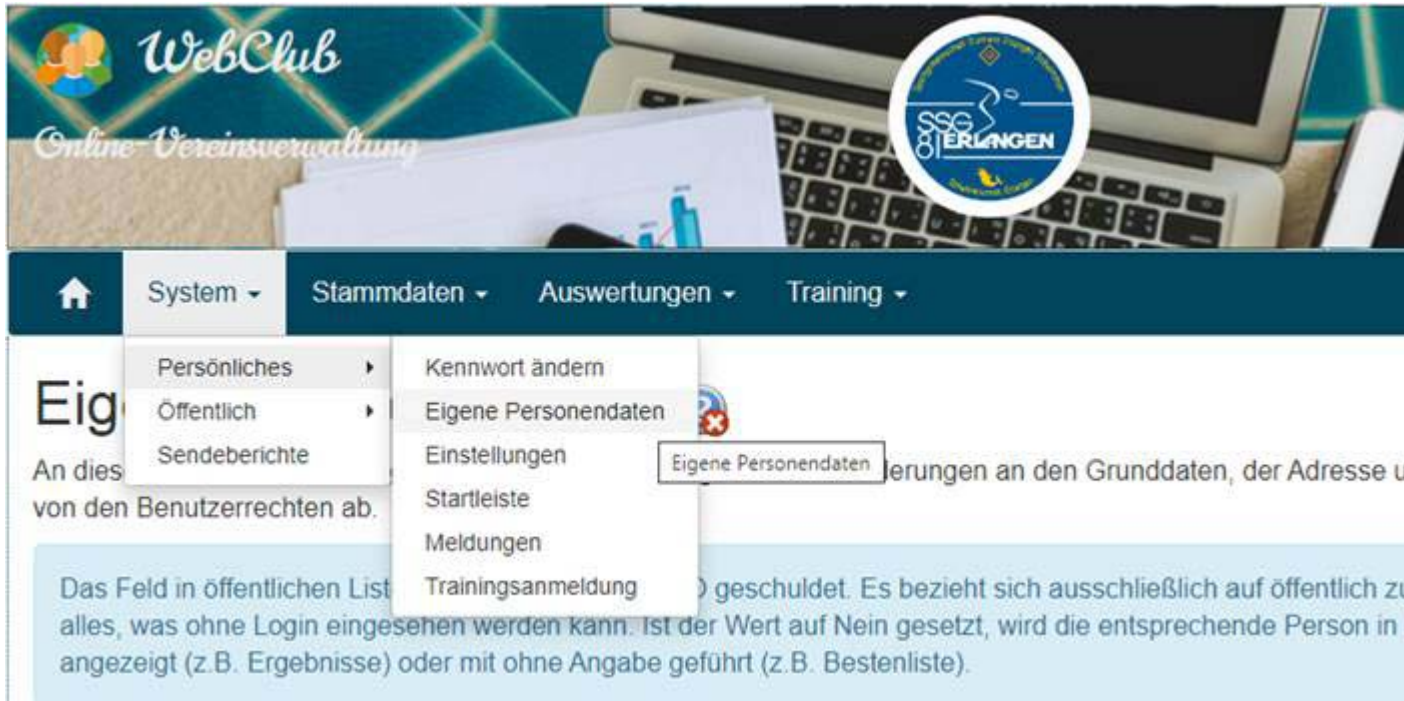 WebClub
Online-Vereinsverwaltung
SSG
81 ERLANGEN
System
Stammdaten
Auswertungen
Training
Persönliches
Öffentlich
Sendeberichte
Kennwort ändern
Eigene Personendaten
Einstellungen
Startleiste
Meldungen
Trainingsanmeldung
Eigene Personendaten
Eig
An dies
den Grunddaten, der Adresse u
von den Benutzerrechten ab.
Das Feld in öffentlichen List
geschuldet. Es bezieht sich ausschließlich auf öffentlich zu
alles, was ohne Login eingesehen werden kann. Ist der Wert auf Nein gesetzt, wird die entsprechende Person in
angezeigt (z.B. Ergebnisse) oder mit ohne Angabe geführt (z.B. Bestenliste).